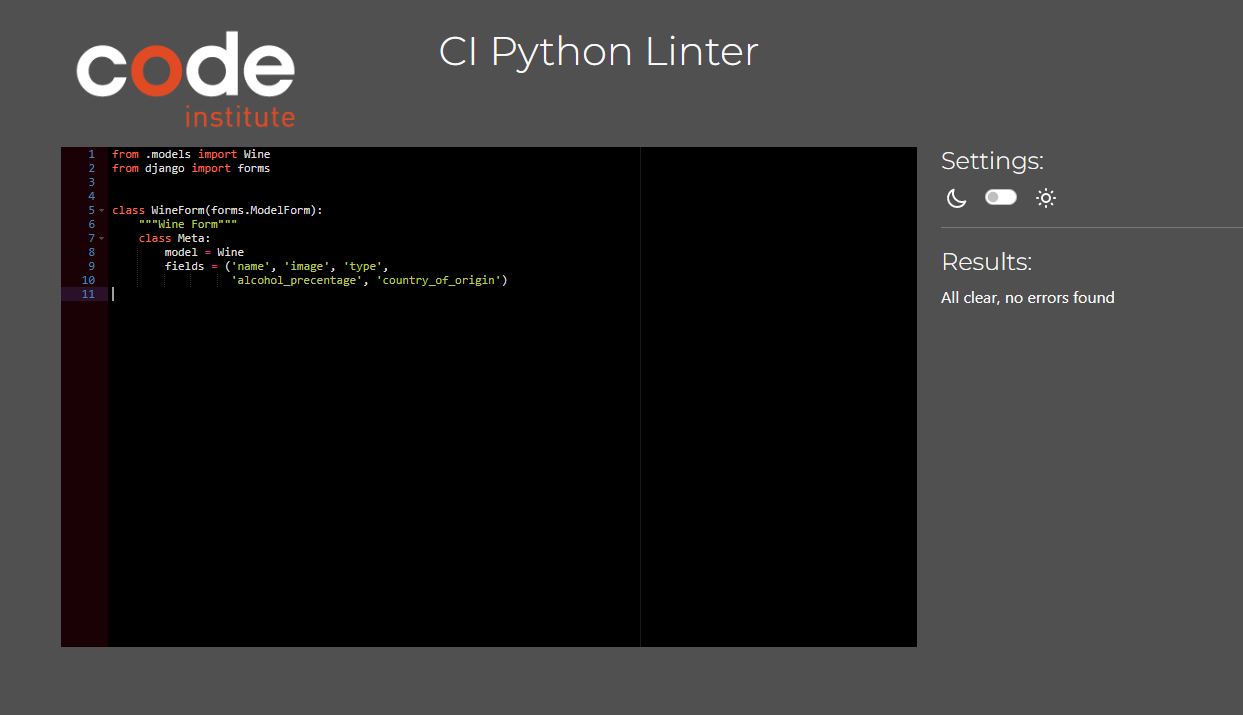 code
institute
CI Python Linter
1 from .models import Wine
2 from django import forms
3
4
5 class WineForm(forms.ModelForm):
6     """Wine Form"""
7     class Meta:
8         model = Wine
9         fields = ('name', 'image', 'type',
10                   'alcohol_precentage', 'country_of_origin')
11
Settings:
Results:
All clear, no errors found